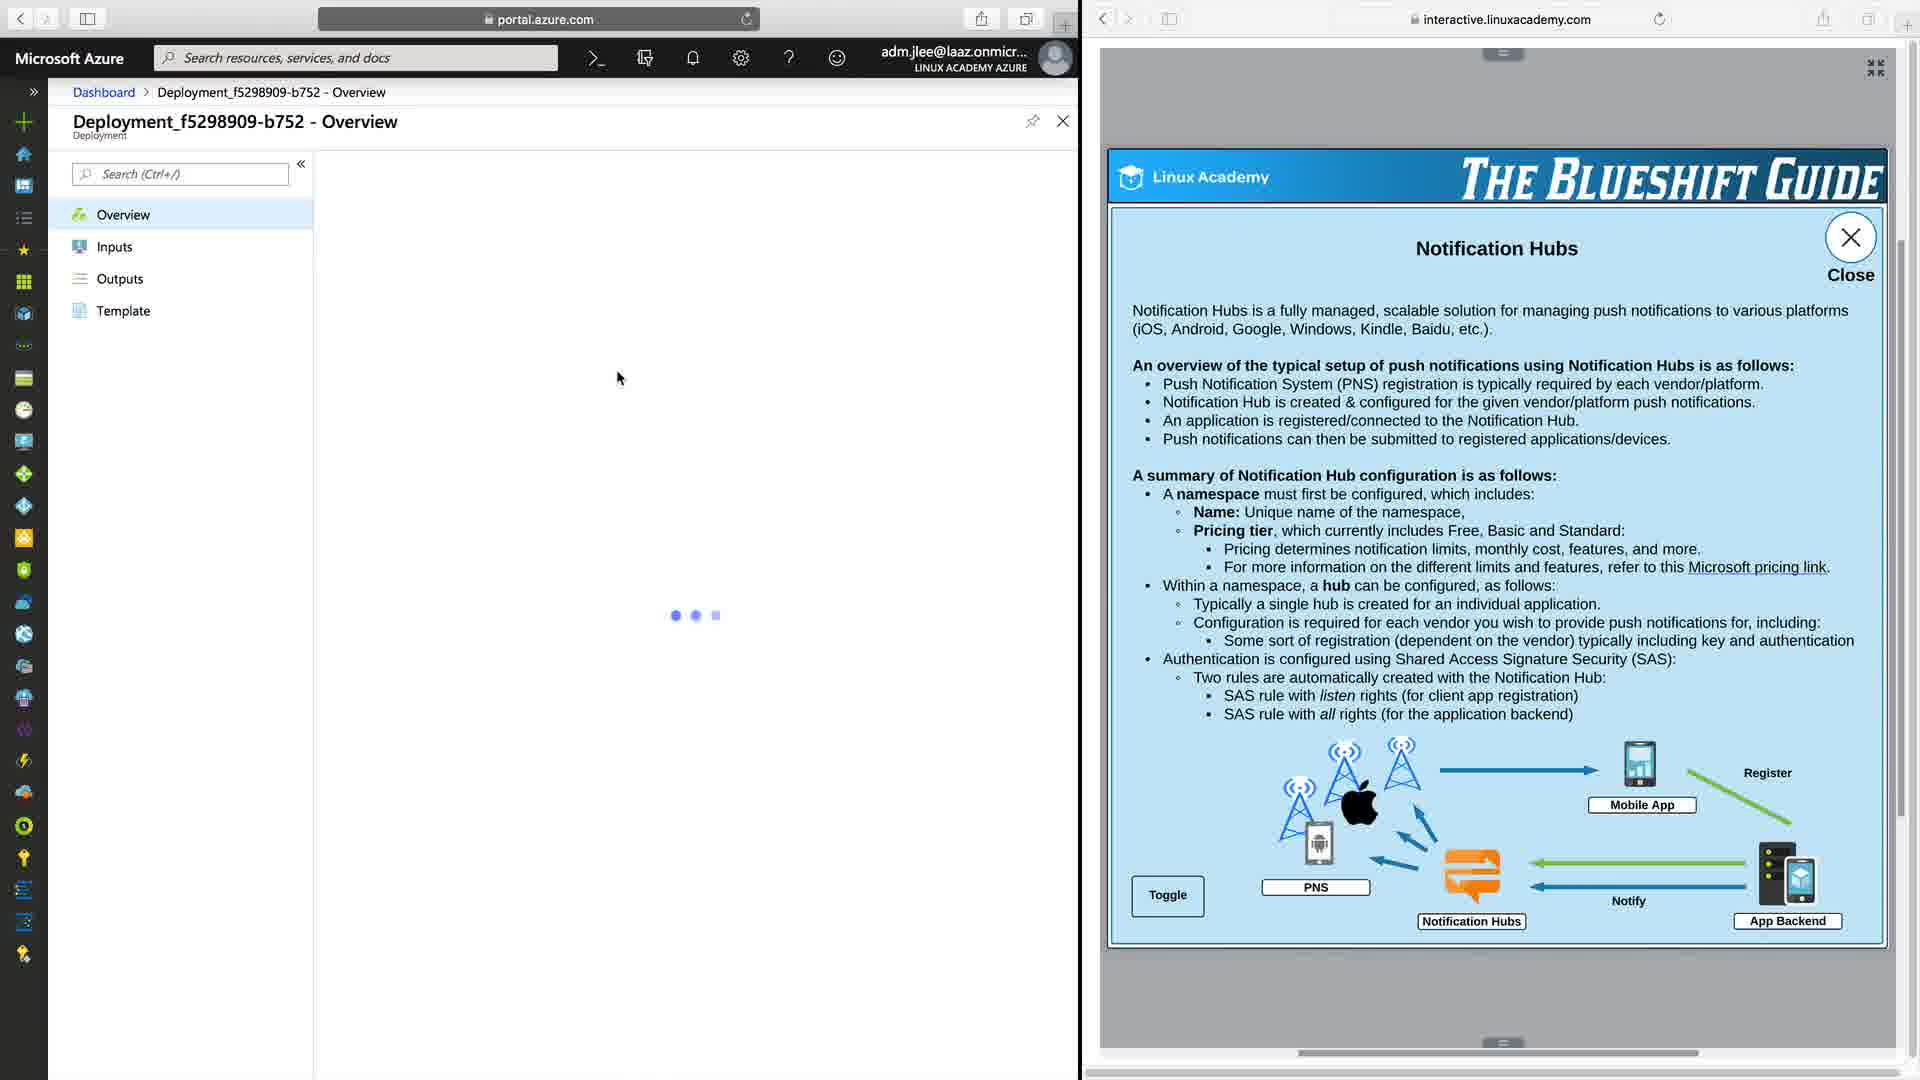 portal.azure.com
Microsoft Azure
Search resources, services, and docs
adm.jlee@laaz.onmicr...
LINUX ACADEMY AZURE
Dashboard > Deployment_f5298909-b752 - Overview
Deployment_f5298909-b752 - Overview
Deployment
Search (Ctrl+/)
Overview
Inputs
Outputs
Template
interactive.linuxacademy.com
Linux Academy
THE BLUESHIFT GUIDE
Notification Hubs
Close
Notification Hubs is a fully managed, scalable solution for managing push notifications to various platforms
(iOS, Android, Google, Windows, Kindle, Baidu, etc.).
An overview of the typical setup of push notifications using Notification Hubs is as follows:
• Push Notification System (PNS) registration is typically required by each vendor/platform.
• Notification Hub is created & configured for the given vendor/platform push notifications.
• An application is registered/connected to the Notification Hub.
• Push notifications can then be submitted to registered applications/devices.
A summary of Notification Hub configuration is as follows:
• A namespace must first be configured, which includes:
◦ Name: Unique name of the namespace,
◦ Pricing tier, which currently includes Free, Basic and Standard:
▪ Pricing determines notification limits, monthly cost, features, and more.
▪ For more information on the different limits and features, refer to this Microsoft pricing link.
• Within a namespace, a hub can be configured, as follows:
◦ Typically a single hub is created for an individual application.
◦ Configuration is required for each vendor you wish to provide push notifications for, including:
▪ Some sort of registration (dependent on the vendor) typically including key and authentication
• Authentication is configured using Shared Access Signature Security (SAS):
◦ Two rules are automatically created with the Notification Hub:
▪ SAS rule with listen rights (for client app registration)
▪ SAS rule with all rights (for the application backend)
Register
Mobile App
PNS
Toggle
Notify
Notification Hubs
App Backend